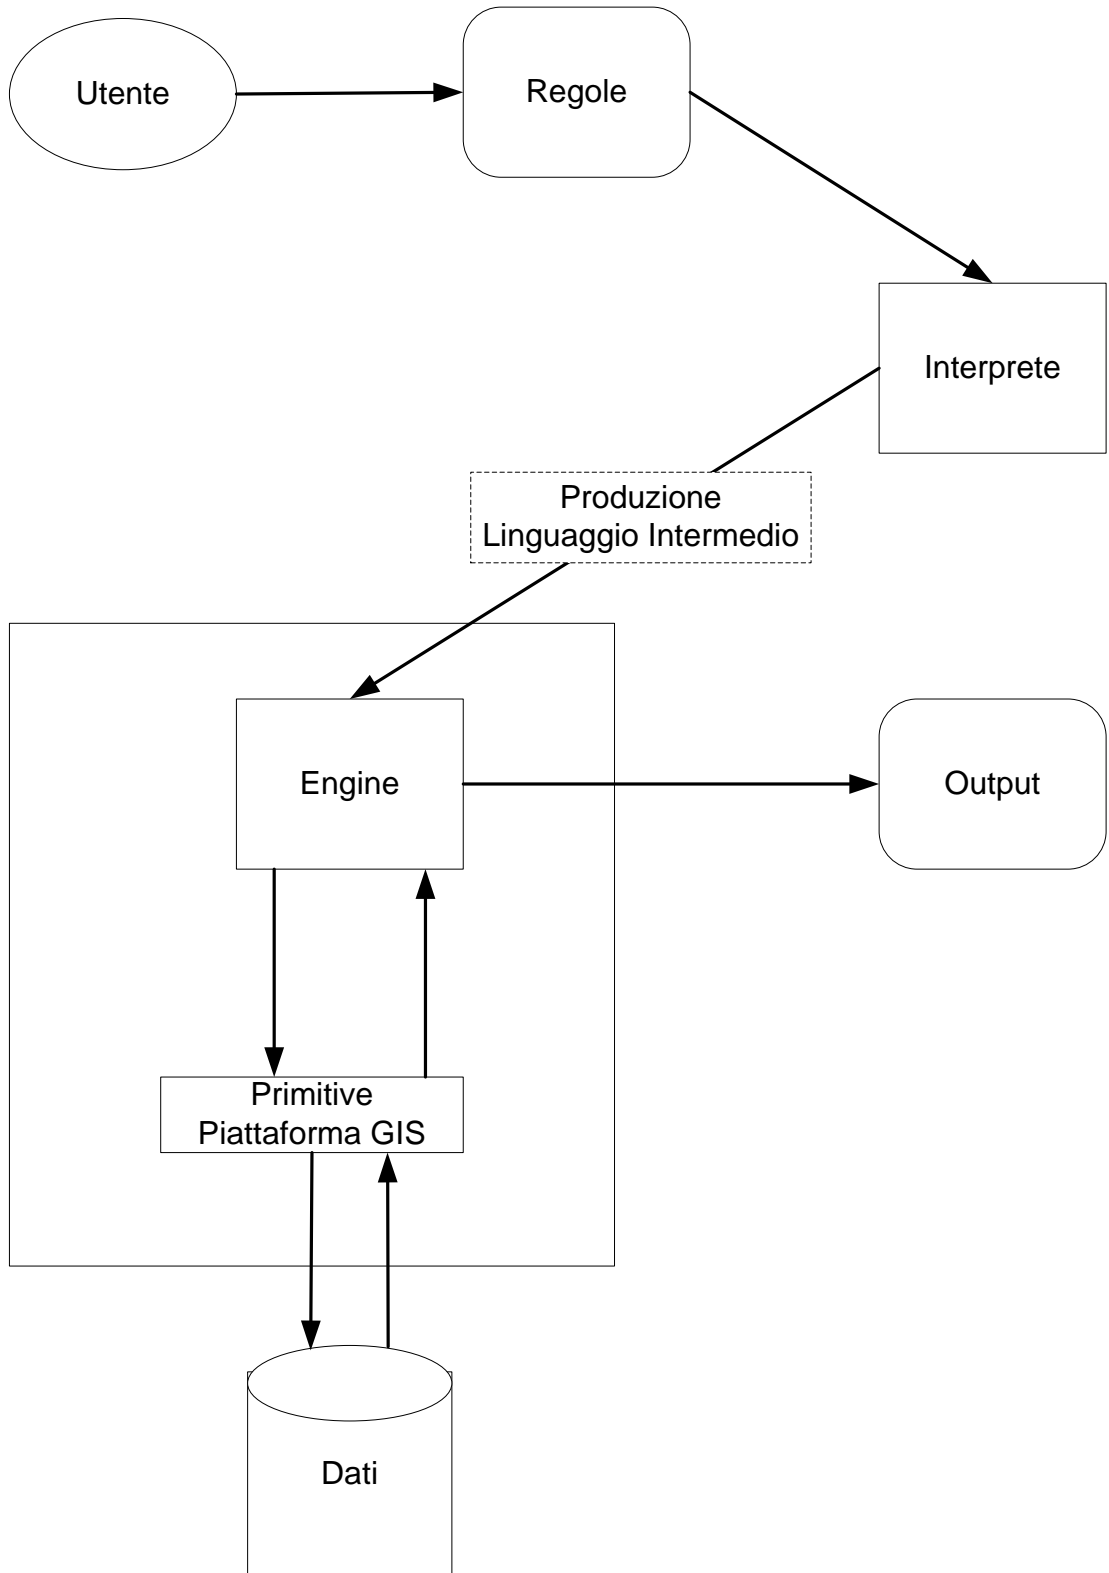 Utente
Regole
Interprete
Produzione
Linguaggio Intermedio
Engine
Output
Primitive
Piattaforma GIS
Dati